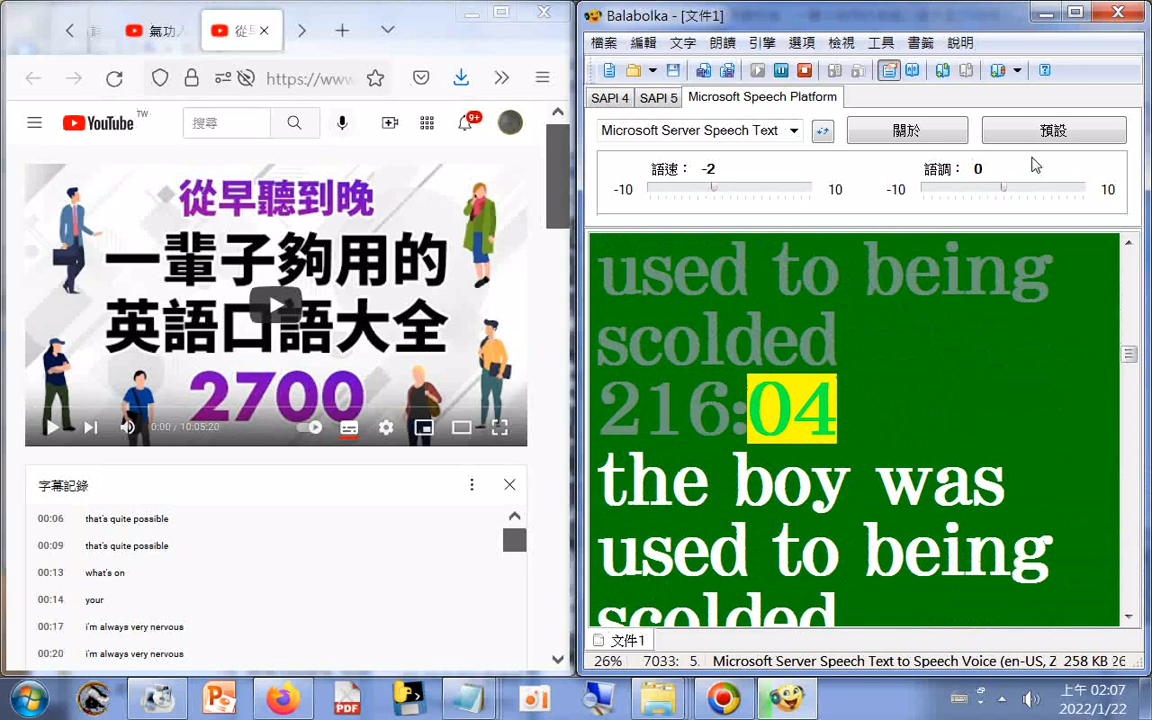 氣功人
從
https://www.
YouTube TW
搜尋
9+
從早聽到晚
一輩子夠用的
英語口語大全
2700
0:00 / 10:05:20
字幕記錄
00:06 that's quite possible
00:09 that's quite possible
00:13 what's on
00:14 your
00:17 i'm always very nervous
00:20 i'm always very nervous
Balabolka - [文件1]
檔案 編輯 文字 朗讀 引擎 選項 檢視 工具 書籤 說明
SAPI 4 SAPI 5 Microsoft Speech Platform
Microsoft Server Speech Text 關於 預設
語速： -2 語調： 0
-10 10 -10 10
used to being
scolded
216:04
the boy was
used to being
scolded
文件1
26% 7033: 5. Microsoft Server Speech Text to Speech Voice (en-US, Z 258 KB 26
PDF
上午 02:07
2022/1/22